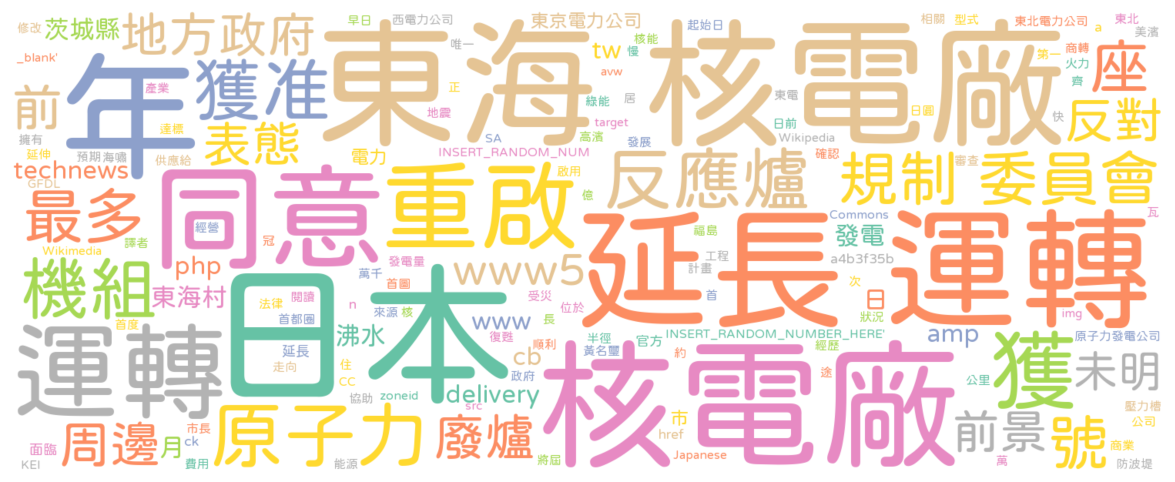 修改
茨城縣
地方政府
早日
西電力公司
唯一
東海
東京電力公司
tw
慢
核能
avw
起始日
核電廠
相關
型式
東北電力公司
a
東北
美濱
第一
商轉
火力
齊
座
_blank'
前
年
獲准
產業
正
地震
綠能
居
target
高濱
發展
東電
日圓
日前
Wikipedia
快
反對
擁有
延伸
technews
預期
海嘯
達標
供應給
表態
電力
SA
INSERT_RANDOM_NUM
啟用
億
確認
審查
GFDL
最多
同意
重啟
反應爐
規制
委員會
經營
譯者
Wikimedia
冠
Commons
發電
a4b3f35b
福島
工程
計畫
瓦
機組
php
東海村
發電量
萬千
首圖
www5
延長
運轉
首度
法律
閱讀
首都圈
日本
n
來源
核
www
受災
位於
長
復甦
順利
首
次
日
狀況
img
沸水
延長
走向
cb
政府
半徑
黃名璽
官方
INSERT_RANDOM_NUMBER_HERE'
約
經歷
amp
原子力發電公司
運轉
住
CC
協助
zoneid
delivery
src
核電廠
途
公里
獲
未明
原子力
廢爐
市
href
Japanese
前景
萬
號
壓力槽
公司
商業
防波堤
面臨
KEI
周邊
月
市長
ck
費用
能源
將屆